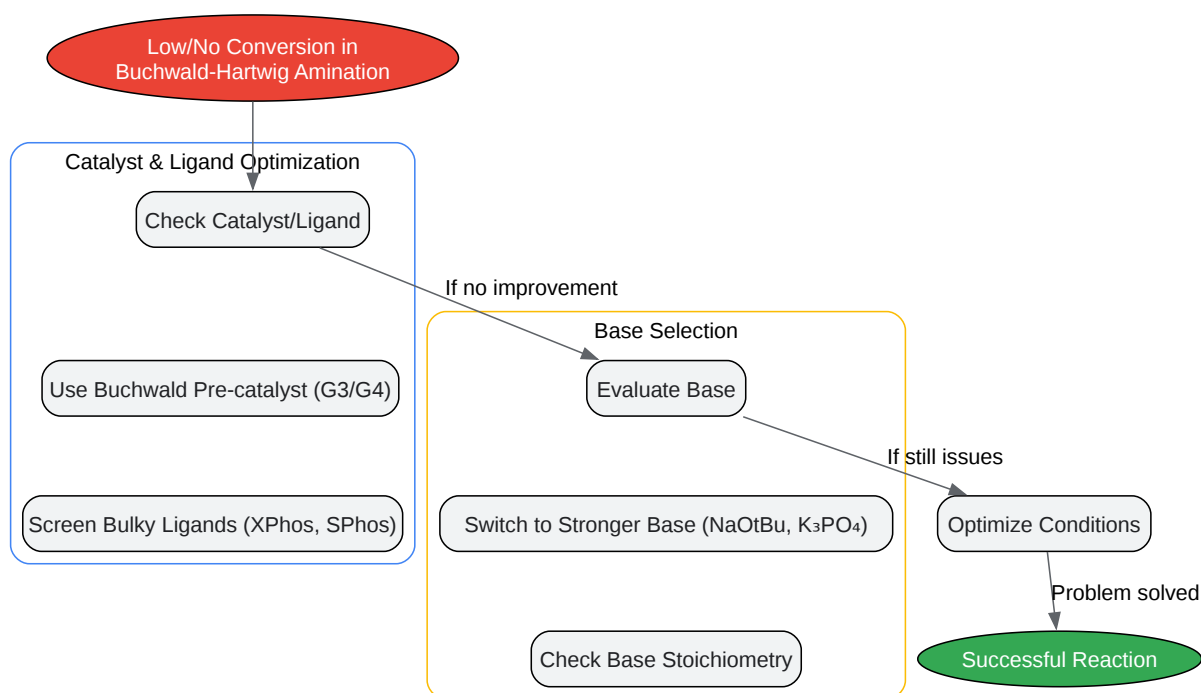 Low/No Conversion in
Buchwald-Hartwig Amination
Catalyst & Ligand Optimization
Check Catalyst/Ligand
If no improvement
Base Selection
Use Buchwald Pre-catalyst (G3/G4)
Evaluate Base
If still issues
Screen Bulky Ligands (XPhos, SPhos)
Switch to Stronger Base (NaOtBu, K₃PO₄)
Optimize Conditions
Problem solved
Check Base Stoichiometry
Successful Reaction